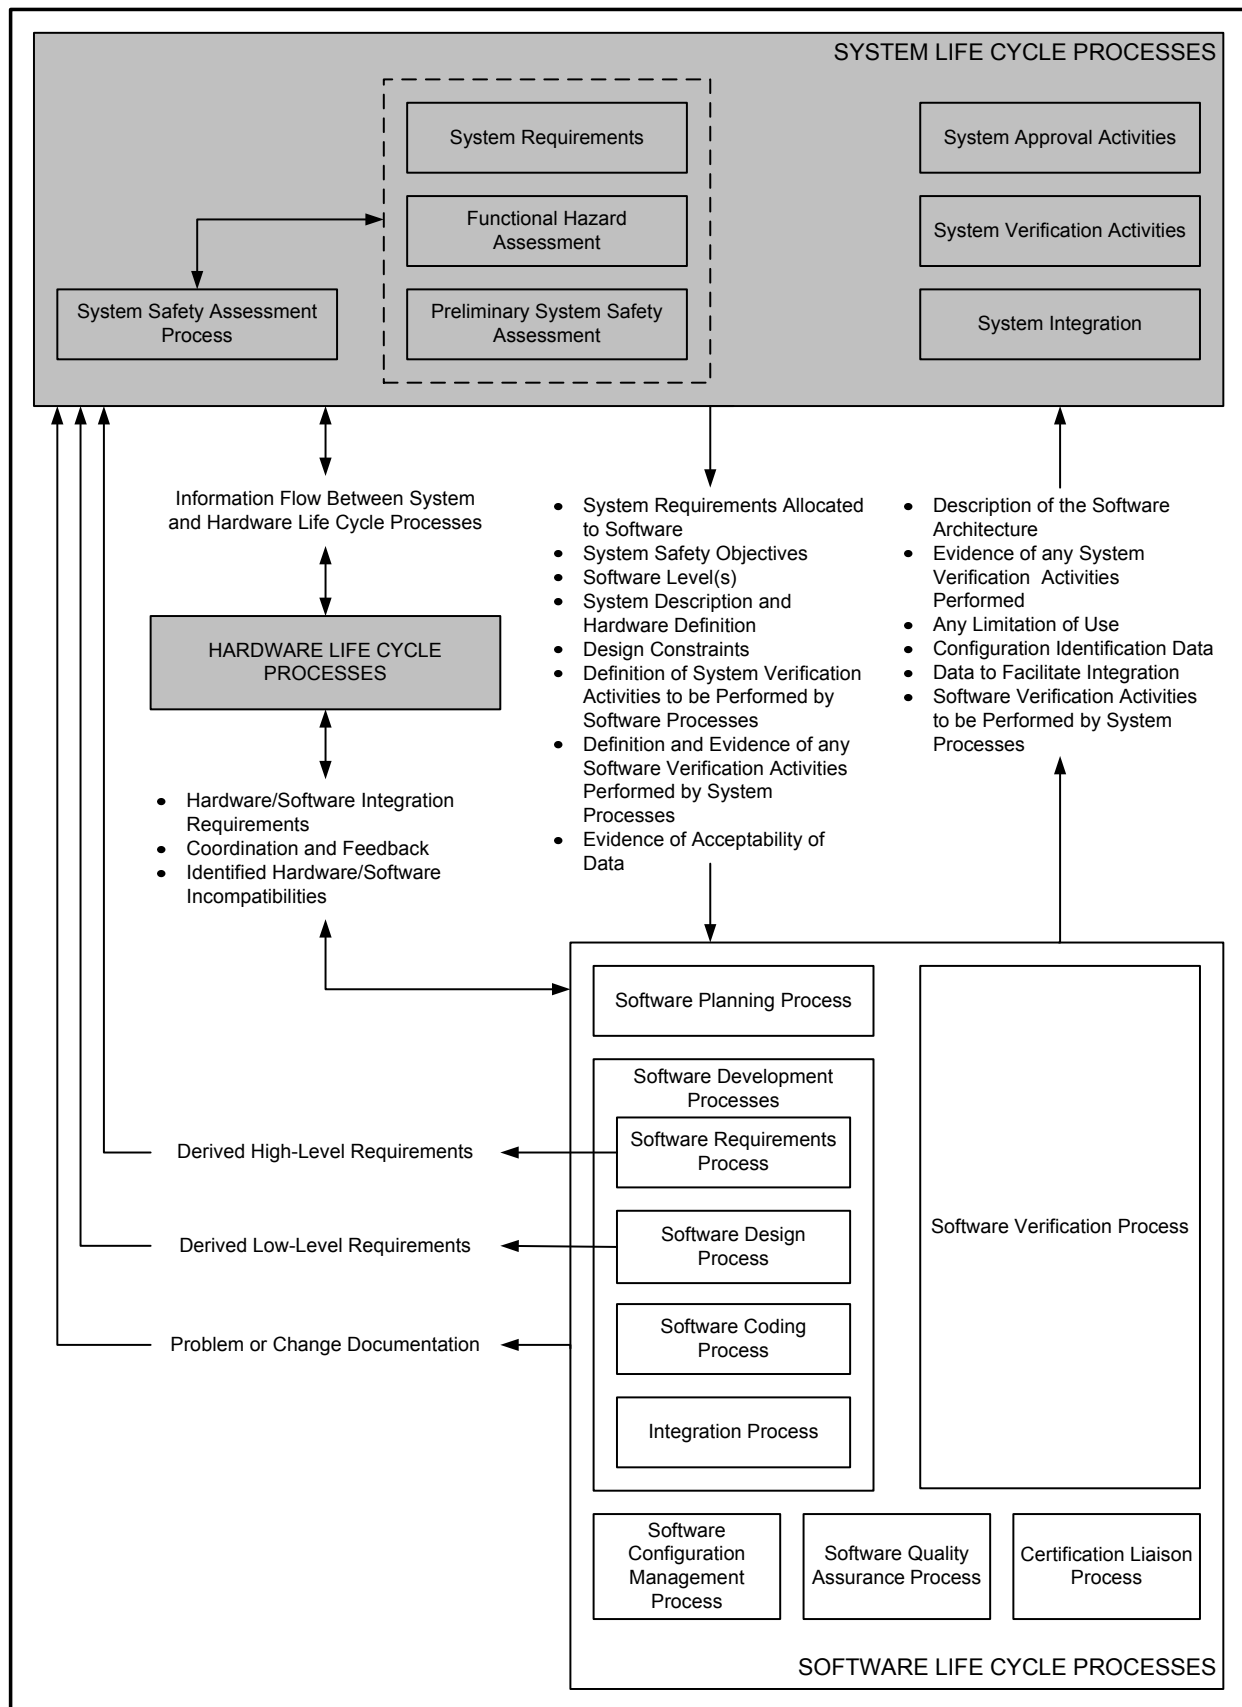 SYSTEM LIFE CYCLE PROCESSES
System Requirements
Functional Hazard
Assessment
Preliminary System Safety
Assessment
System Safety Assessment
Process
System Approval Activities
System Verification Activities
System Integration
Information Flow Between System
and Hardware Life Cycle Processes
HARDWARE LIFE CYCLE
PROCESSES
• Hardware/Software Integration
Requirements
• Coordination and Feedback
• Identified Hardware/Software
Incompatibilities
• System Requirements Allocated
to Software
• System Safety Objectives
• Software Level(s)
• System Description and
Hardware Definition
• Design Constraints
• Definition of System Verification
Activities to be Performed by
Software Processes
• Definition and Evidence of any
Software Verification Activities
Performed by System
Processes
• Evidence of Acceptability of
Data
• Description of the Software
Architecture
• Evidence of any System
Verification Activities
Performed
• Any Limitation of Use
• Configuration Identification Data
• Data to Facilitate Integration
• Software Verification Activities
to be Performed by System
Processes
Derived High-Level Requirements
Derived Low-Level Requirements
Problem or Change Documentation
Software Planning Process
Software Development
Processes
Software Requirements
Process
Software Design
Process
Software Coding
Process
Integration Process
Software Verification Process
Software
Configuration
Management
Process
Software Quality
Assurance Process
Certification Liaison
Process
SOFTWARE LIFE CYCLE PROCESSES